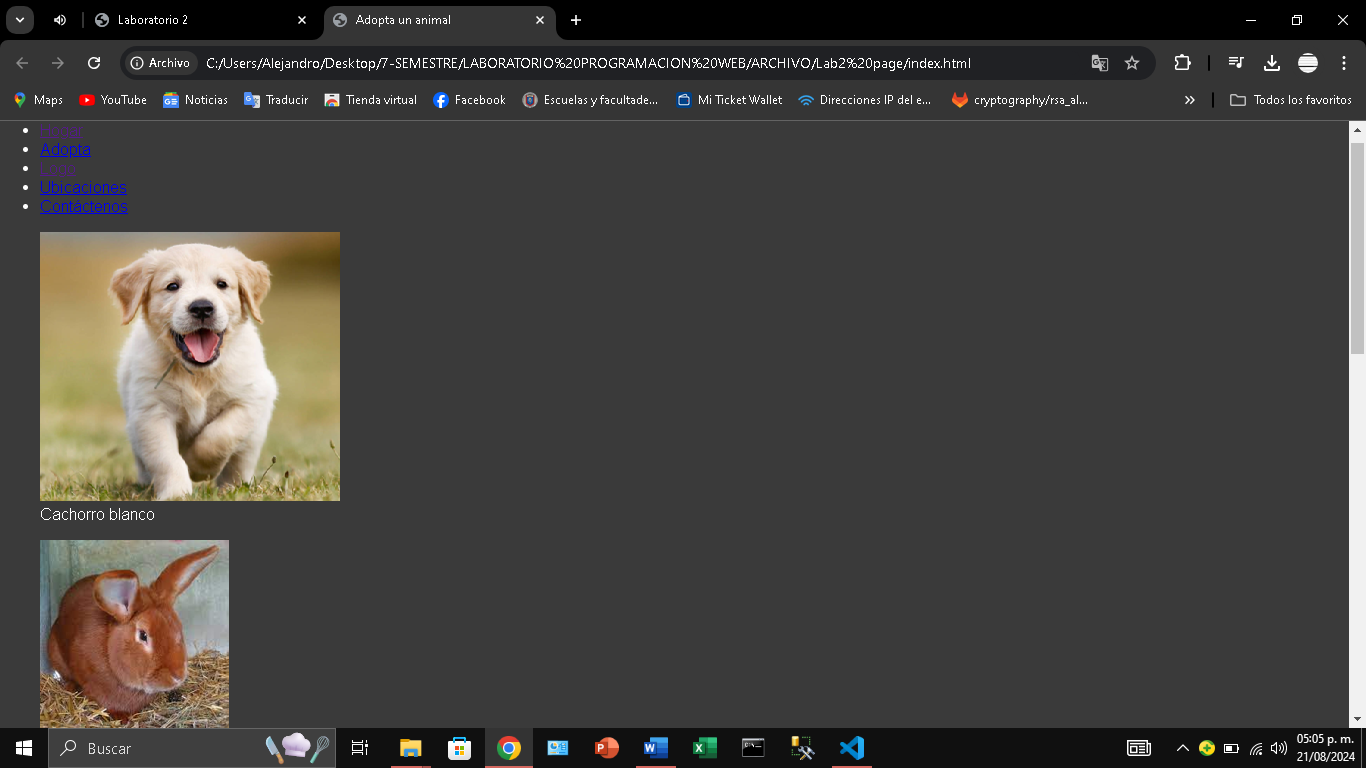 Laboratorio 2
Adopta un animal
Archivo
C:/Users/Alejandro/Desktop/7-SEMESTRE/LABORATORIO%20PROGRAMACION%20WEB/ARCHIVO/Lab2%20page/index.html
Maps
YouTube
Noticias
Traducir
Tienda virtual
Facebook
Escuelas y facultade...
Mi Ticket Wallet
Direcciones IP del e...
cryptography/rsa_al...
»
Todos los favoritos
Adopta
Ubicaciones
Contáctenos
Cachorro blanco
Buscar
05:05 p. m.
21/08/2024